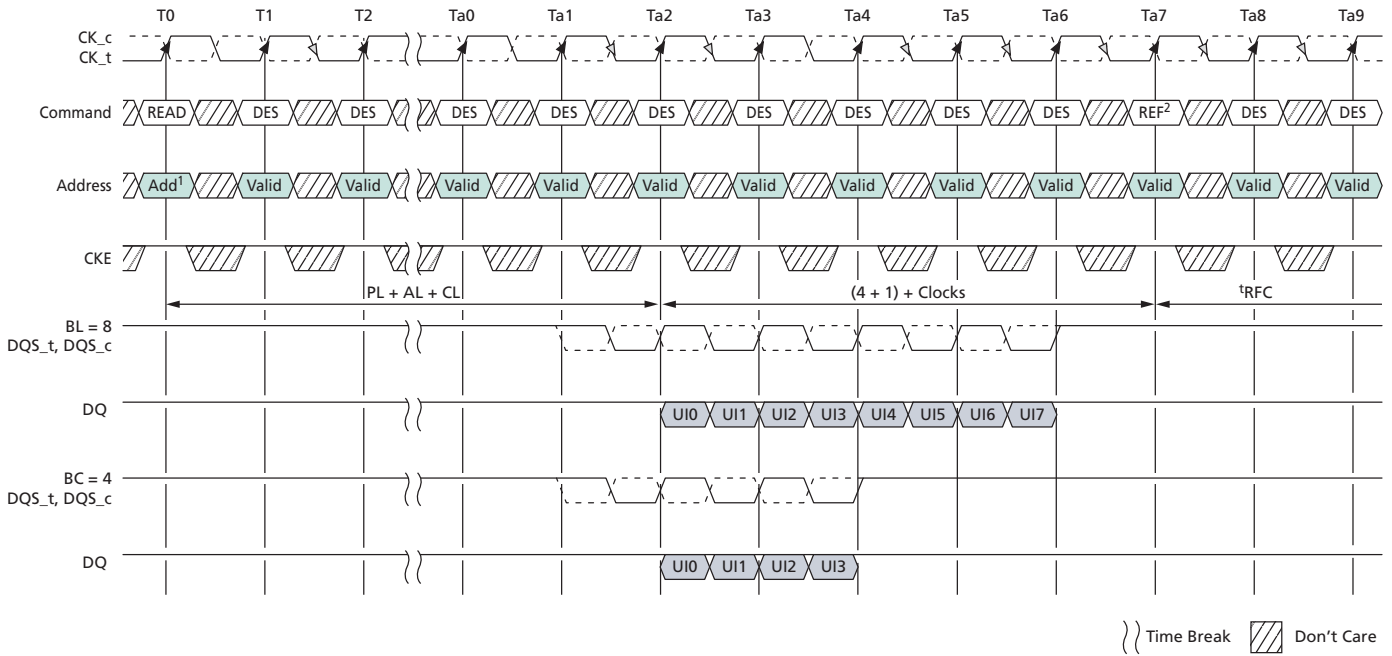 T0 T1 T2 Ta0 Ta1 Ta2 Ta3 Ta4 Ta5 Ta6 Ta7 Ta8 Ta9
CK_c
CK_t
Command READ DES DES DES DES DES DES DES DES DES REF² DES DES
Address Add¹ Valid Valid Valid Valid Valid Valid Valid Valid Valid Valid Valid Valid
CKE
PL + AL + CL (4 + 1) + Clocks ᵗRFC
BL = 8
DQS_t, DQS_c
DQ UI0 UI1 UI2 UI3 UI4 UI5 UI6 UI7
BC = 4
DQS_t, DQS_c
DQ UI0 UI1 UI2 UI3
Time Break Don't Care